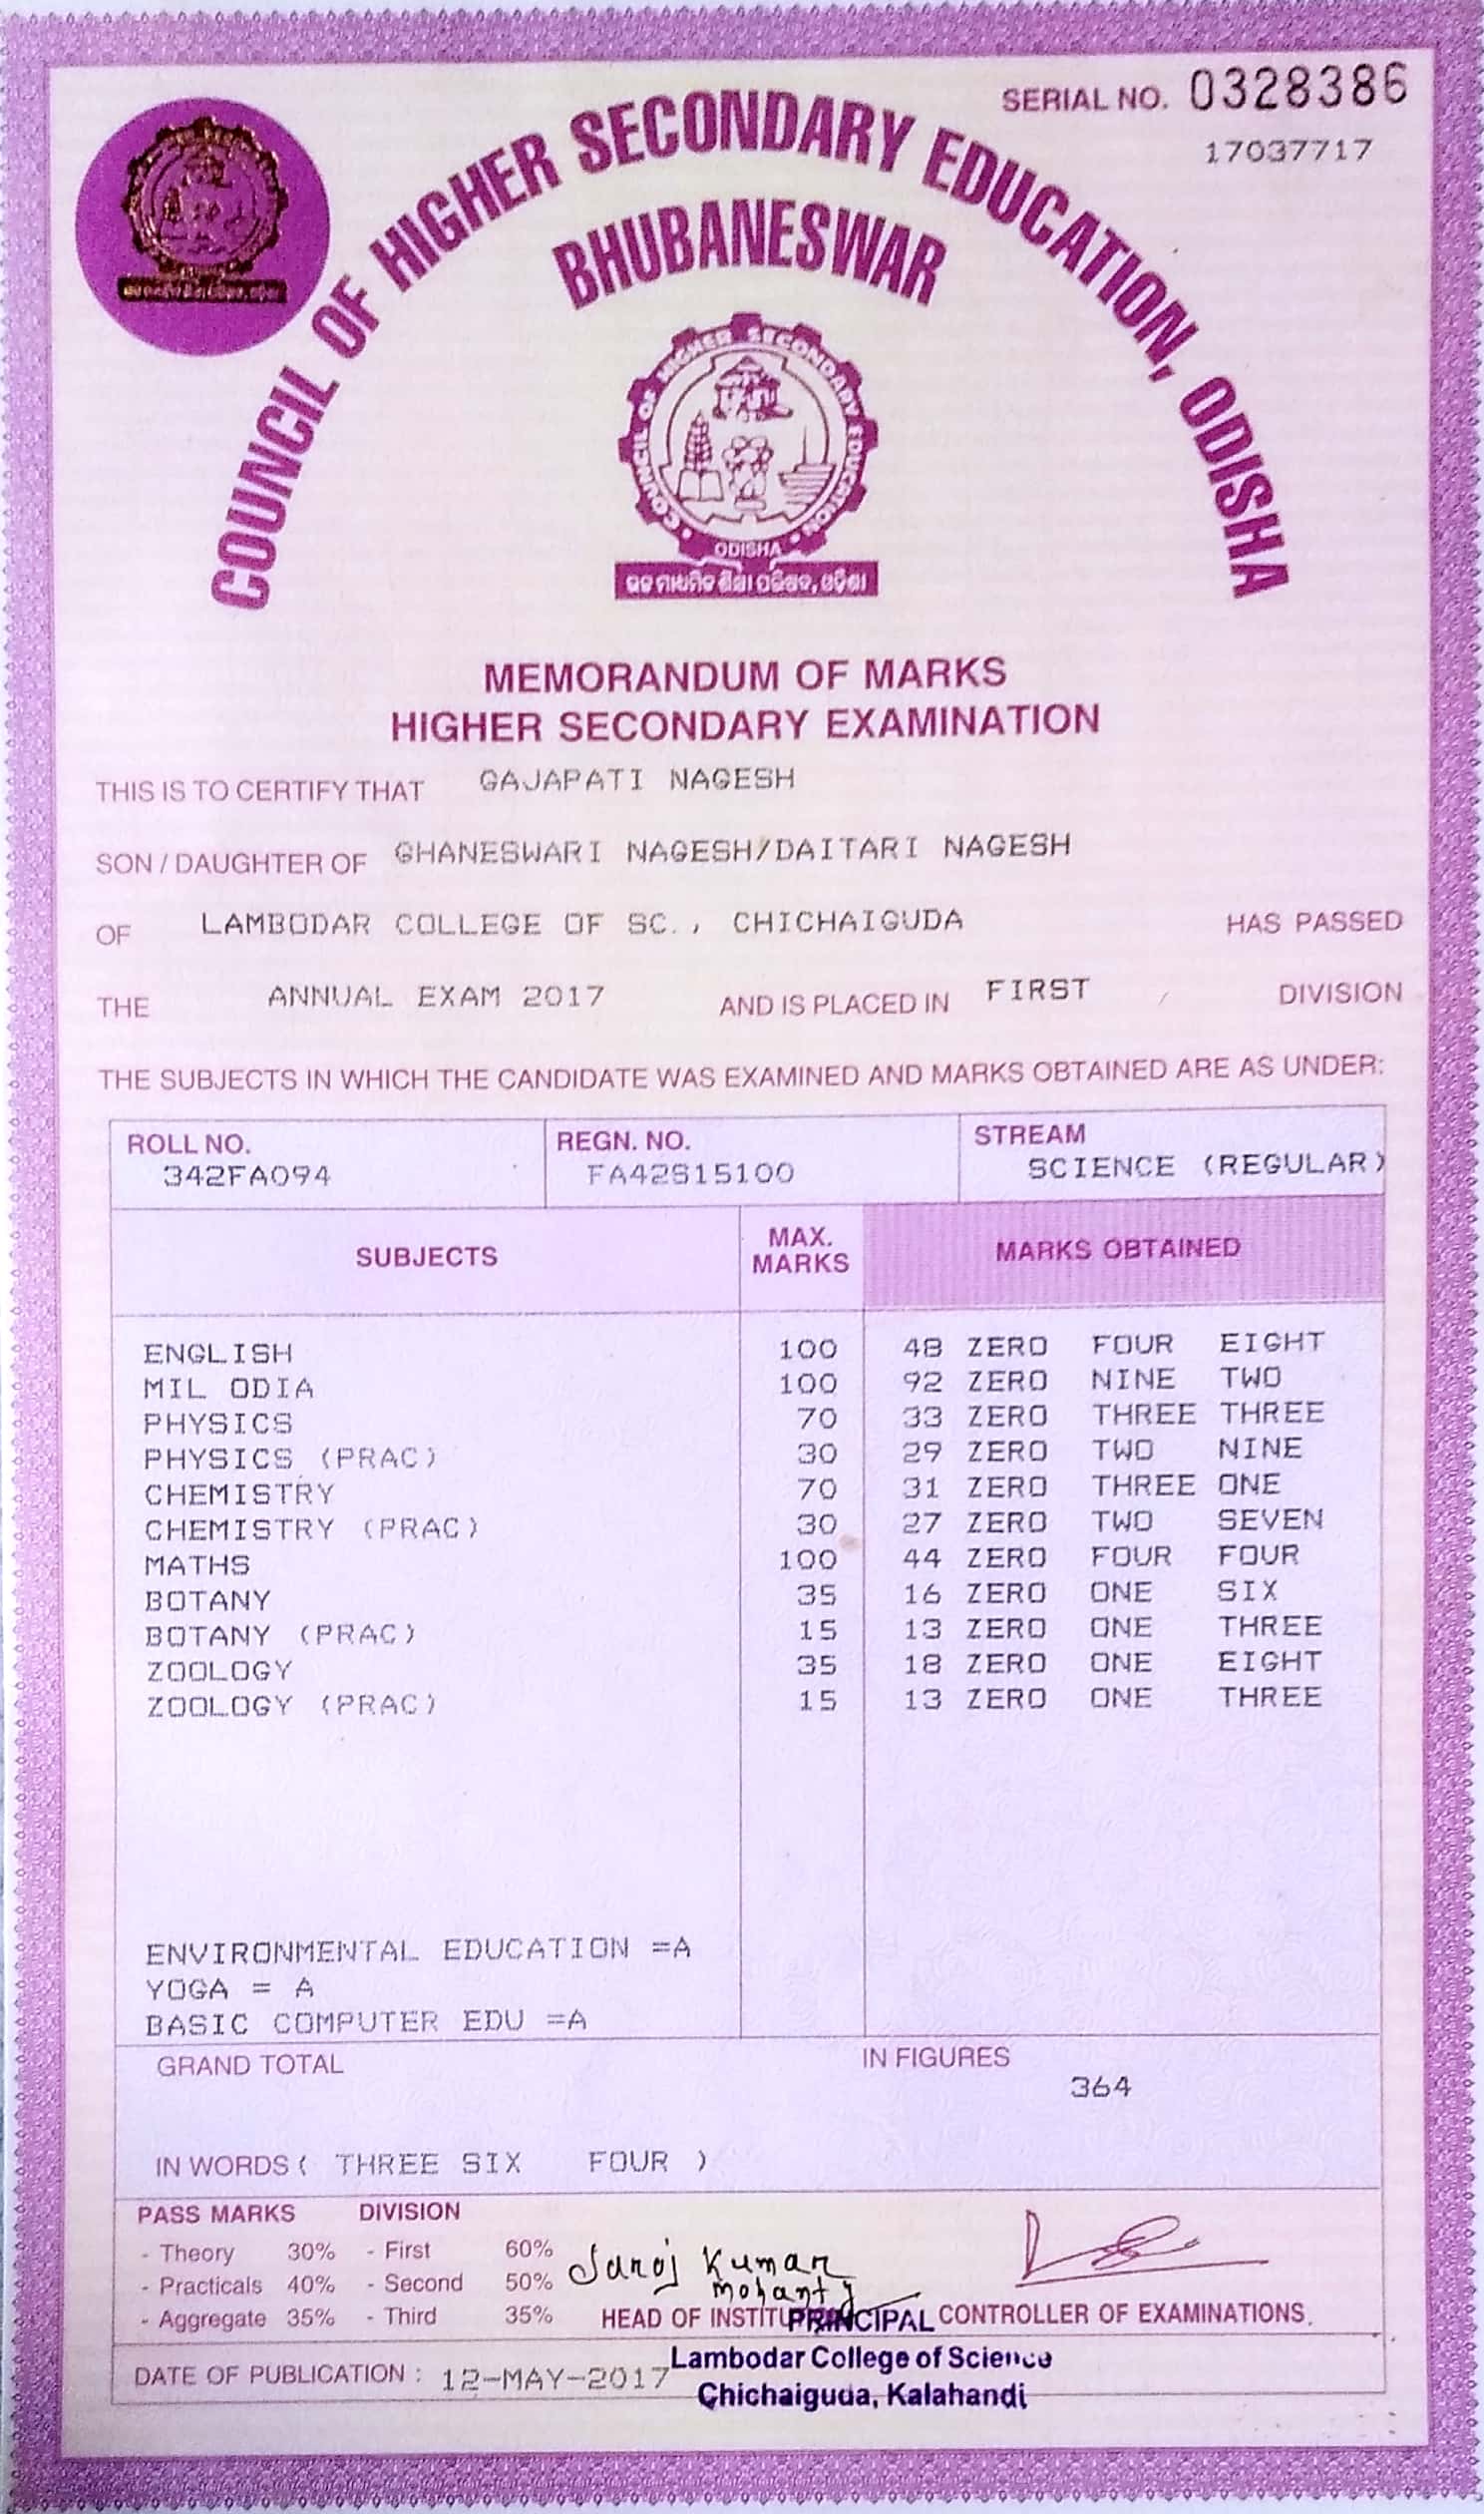 SERIAL NO. 0328386
17037717
COUNCIL OF HIGHER SECONDARY EDUCATION, ODISHA
BHUBANESWAR
COUNCIL OF HIGHER SECONDARY EDUCATION
ODISHA
MEMORANDUM OF MARKS
HIGHER SECONDARY EXAMINATION
THIS IS TO CERTIFY THAT GAJAPATI NAGESH
SON / DAUGHTER OF GHANESWARI NAGESH/DAITARI NAGESH
OF LAMBODAR COLLEGE OF SC., CHICHAIGUDA HAS PASSED
THE ANNUAL EXAM 2017 AND IS PLACED IN FIRST DIVISION
THE SUBJECTS IN WHICH THE CANDIDATE WAS EXAMINED AND MARKS OBTAINED ARE AS UNDER:
ROLL NO. REGN. NO. STREAM
342FA094 FA42S15100 SCIENCE (REGULAR)
SUBJECTS MAX. MARKS MARKS OBTAINED
ENGLISH 100 48 ZERO FOUR EIGHT
MIL ODIA 100 92 ZERO NINE TWO
PHYSICS 70 33 ZERO THREE THREE
PHYSICS (PRAC) 30 29 ZERO TWO NINE
CHEMISTRY 70 31 ZERO THREE ONE
CHEMISTRY (PRAC) 30 27 ZERO TWO SEVEN
MATHS 100 44 ZERO FOUR FOUR
BOTANY 35 16 ZERO ONE SIX
BOTANY (PRAC) 15 13 ZERO ONE THREE
ZOOLOGY 35 18 ZERO ONE EIGHT
ZOOLOGY (PRAC) 15 13 ZERO ONE THREE
ENVIRONMENTAL EDUCATION =A
YOGA = A
BASIC COMPUTER EDU =A
GRAND TOTAL IN FIGURES
364
IN WORDS ( THREE SIX FOUR )
PASS MARKS DIVISION
- Theory 30% - First 60%
- Practicals 40% - Second 50%
- Aggregate 35% - Third 35%
Saroj Kumar
Mohanty
HEAD OF PRINCIPAL CONTROLLER OF EXAMINATIONS
Lambodar College of Science
DATE OF PUBLICATION : 12-MAY-2017
Chichaiguda, Kalahandi